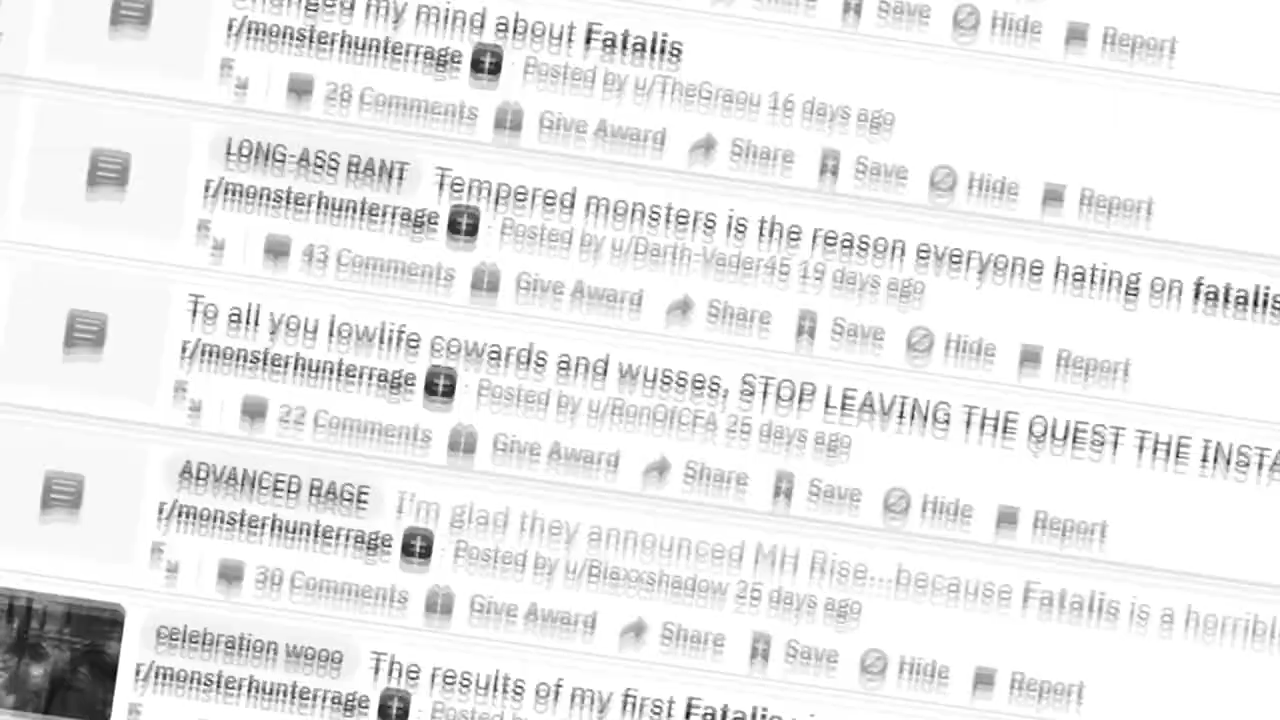 Share Save Hide Report
changed my mind about Fatalis
r/monsterhunterrage · Posted by u/TheGraou 16 days ago
28 Comments Give Award Share Save Hide Report
LONG-ASS RANT Tempered monsters is the reason everyone hating on fatalis
r/monsterhunterrage · Posted by u/Darth-Vader45 19 days ago
43 Comments Give Award Share Save Hide Report
To all you lowlife cowards and wusses, STOP LEAVING THE QUEST THE INSTA
r/monsterhunterrage · Posted by u/RonOfCFA 25 days ago
22 Comments Give Award Share Save Hide Report
ADVANCED RAGE I'm glad they announced MH Rise...because Fatalis is a horribl
r/monsterhunterrage · Posted by u/Blaxxshadow 25 days ago
30 Comments Give Award Share Save Hide Report
celebration wooo The results of my first Fatalis
r/monsterhunterrage · Posted by